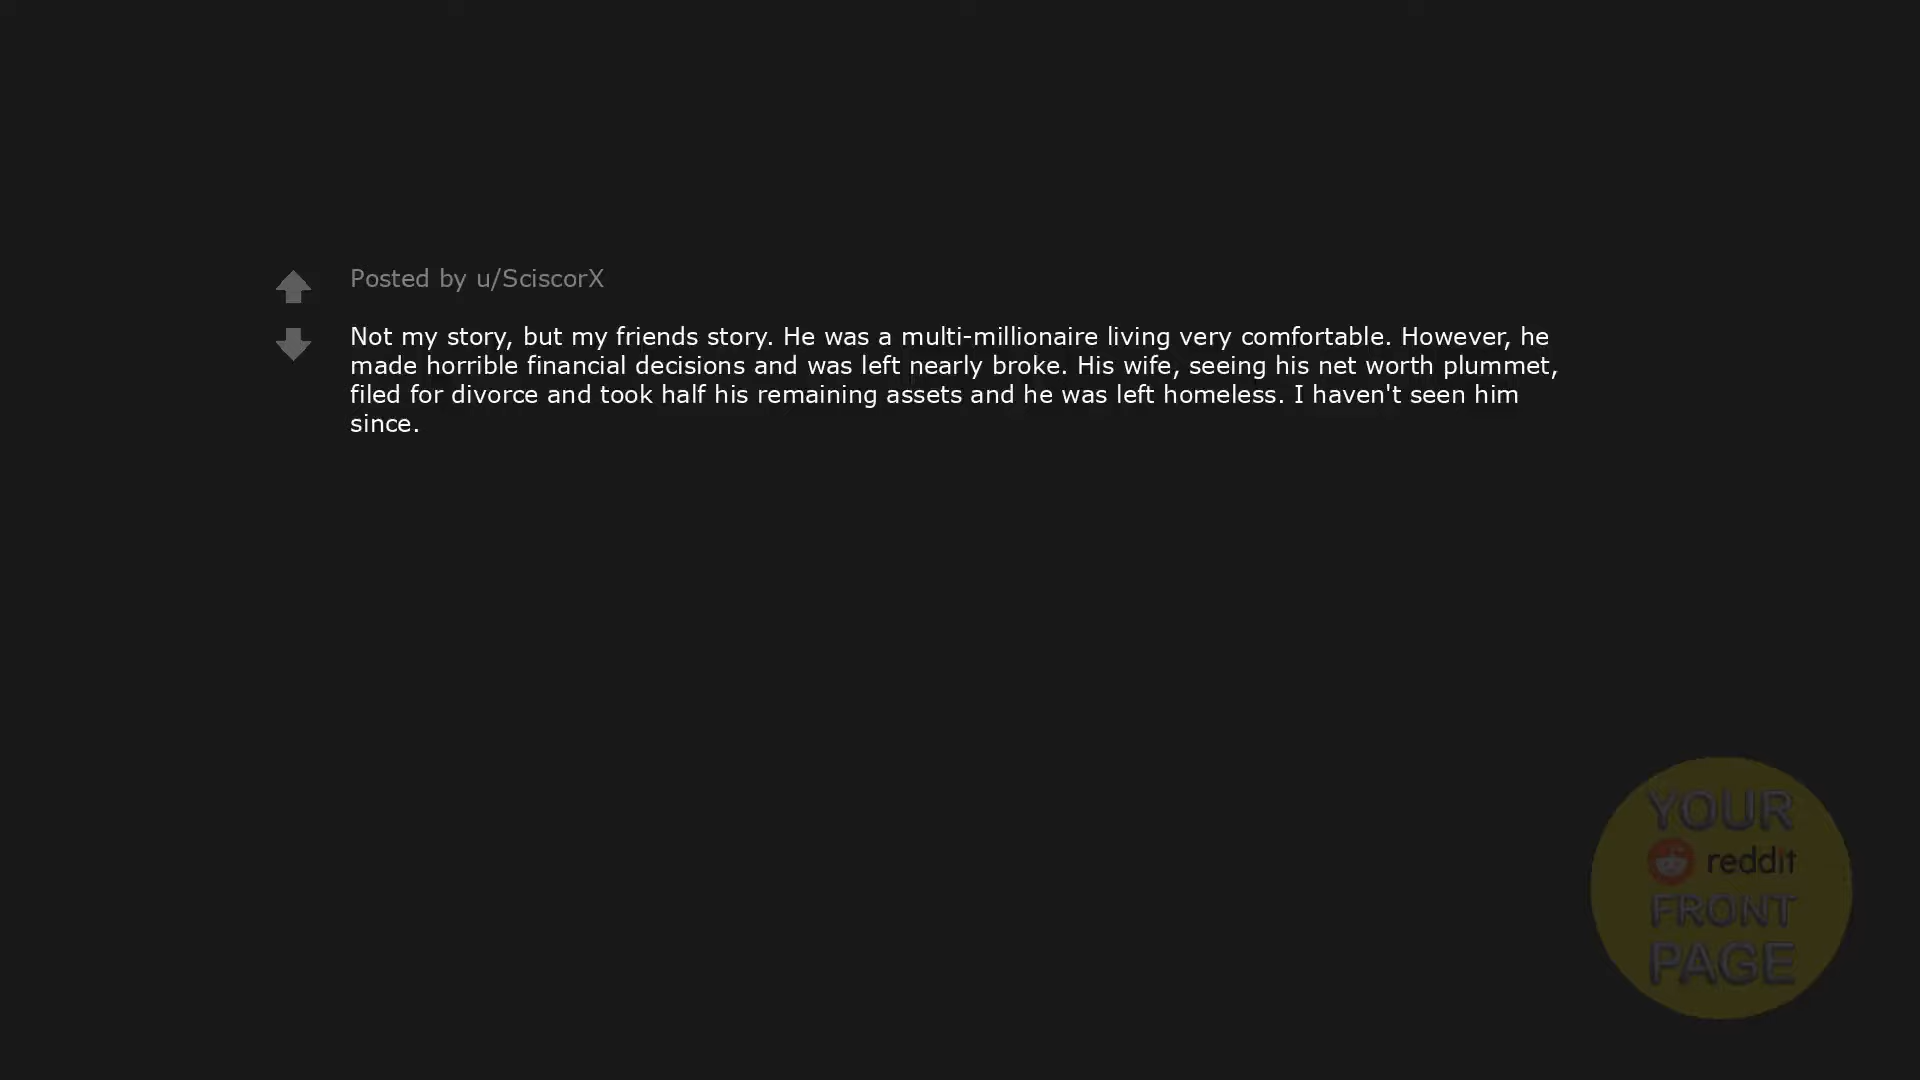 Posted by u/SciscorX
Not my story, but my friends story. He was a multi-millionaire living very comfortable. However, he
made horrible financial decisions and was left nearly broke. His wife, seeing his net worth plummet,
filed for divorce and took half his remaining assets and he was left homeless. I haven't seen him
since.
YOUR
reddit
FRONT
PAGE